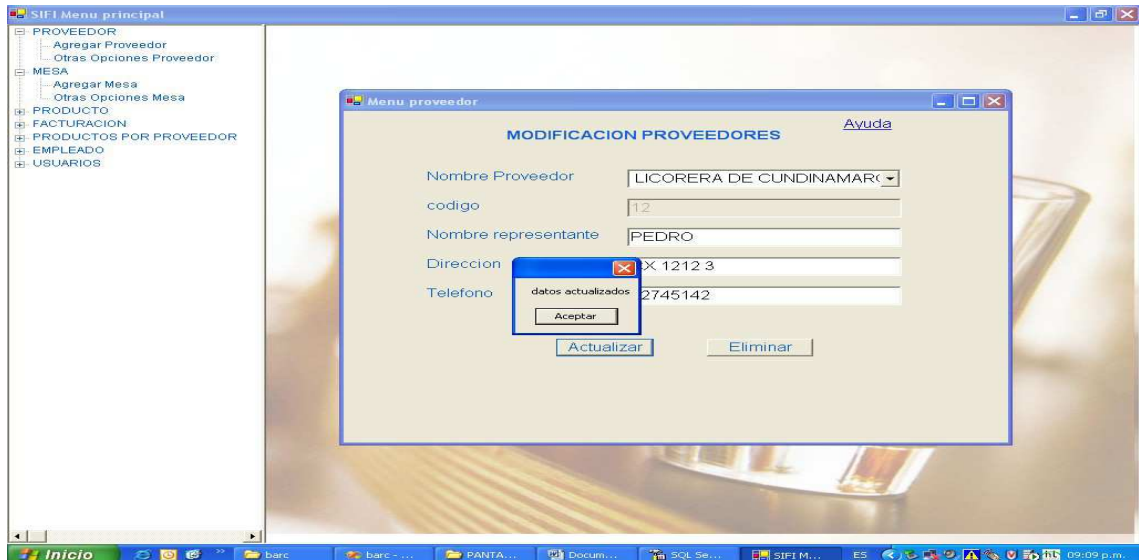 SIFI Menu principal
PROVEEDOR
Agregar Proveedor
Otras Opciones Proveedor
MESA
Agregar Mesa
Otras Opciones Mesa
PRODUCTO
FACTURACION
PRODUCTOS POR PROVEEDOR
EMPLEADO
USUARIOS
Menu proveedor
Ayuda
MODIFICACION PROVEEDORES
Nombre Proveedor LICORERA DE CUNDINAMAR
codigo 12
Nombre representante PEDRO
Direccion X 1212 3
Telefono 2745142
datos actualizados
Aceptar
Actualizar Eliminar
Inicio barc barc - ... PANTA... Docum... SQL Se... SIFI M... ES 09:09 p.m.